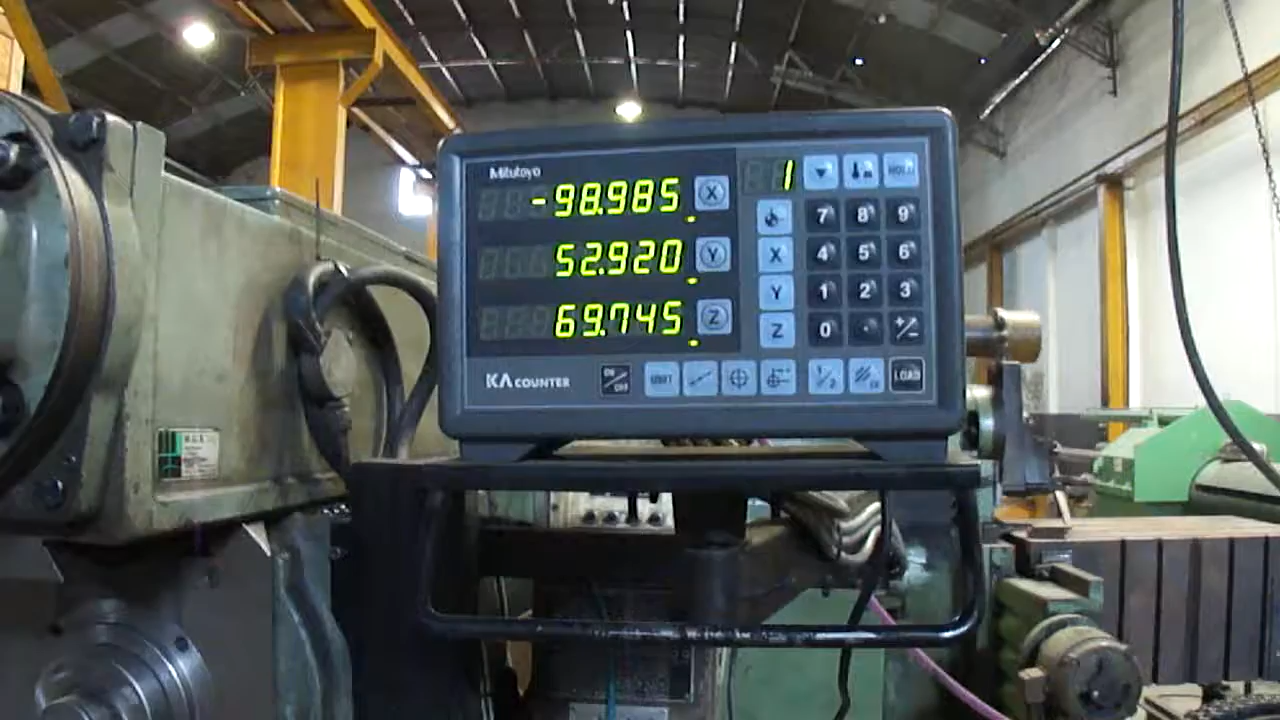 Mitutoyo
-98.985 X
52.920 Y
69.745 Z
1 HOLD
7 8 9
X 4 5 6
Y 1 2 3
Z 0 . +/-
KA COUNTER
ON/OFF
UNIT
1/2
LOAD